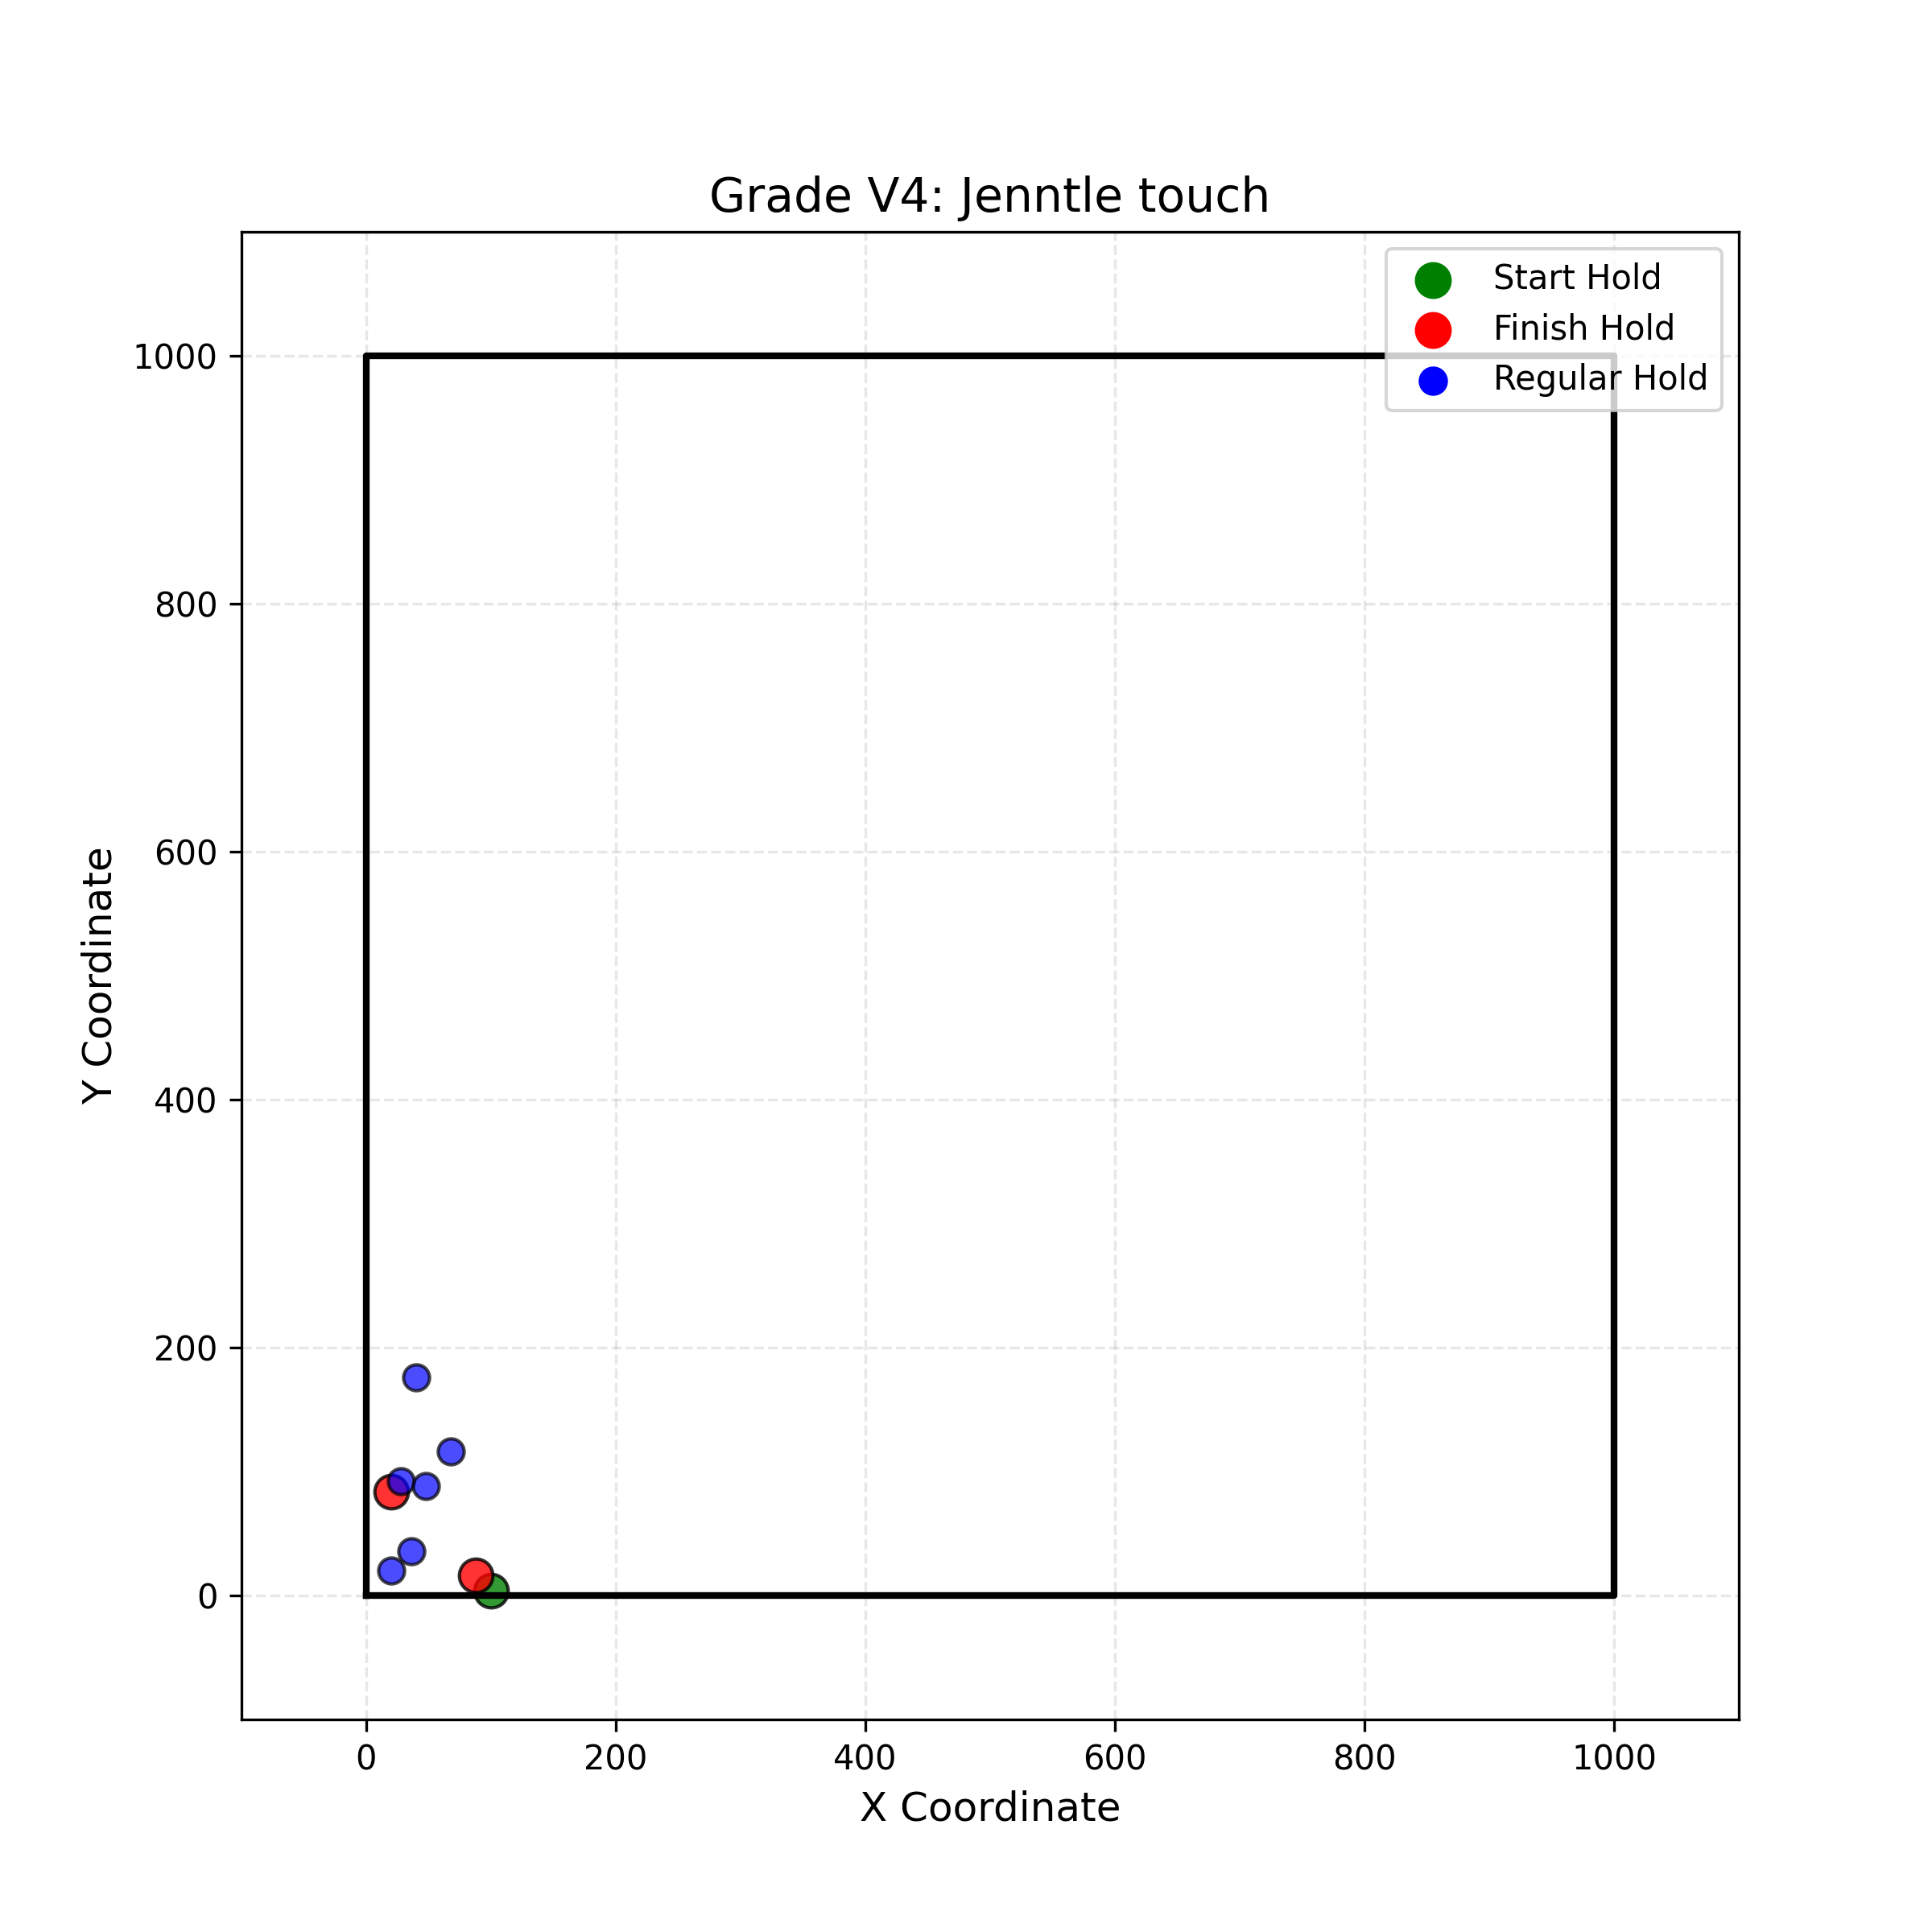 Grade V4: Jenntle touch
Start Hold
Finish Hold
Regular Hold
1000
800
600
400
200
0
Y Coordinate
0 200 400 600 800 1000
X Coordinate